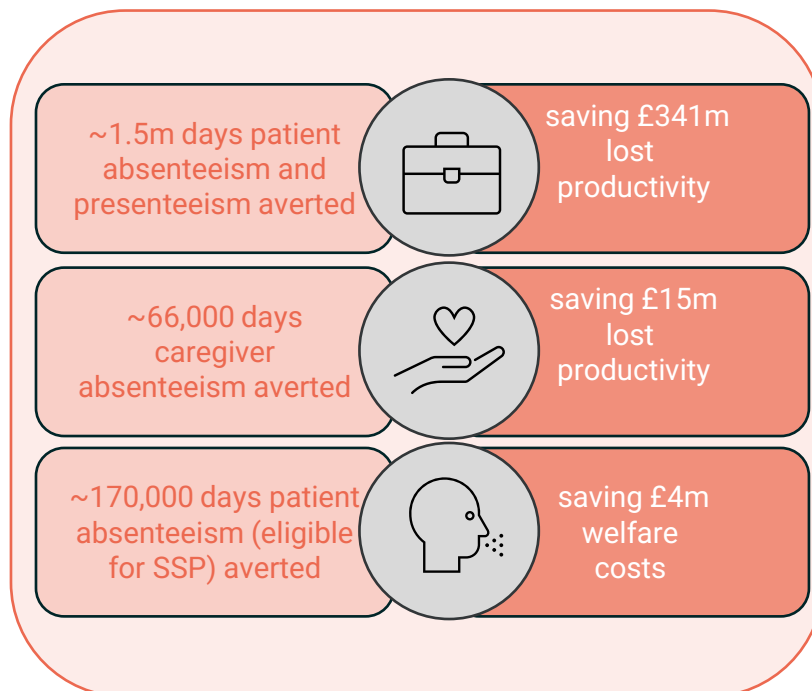 ~1.5m days patient
absenteeism and
presenteeism averted
saving £341m
lost
productivity
~66,000 days
caregiver
absenteeism averted
saving £15m
lost
productivity
~170,000 days patient
absenteeism (eligible
for SSP) averted
saving £4m
welfare
costs